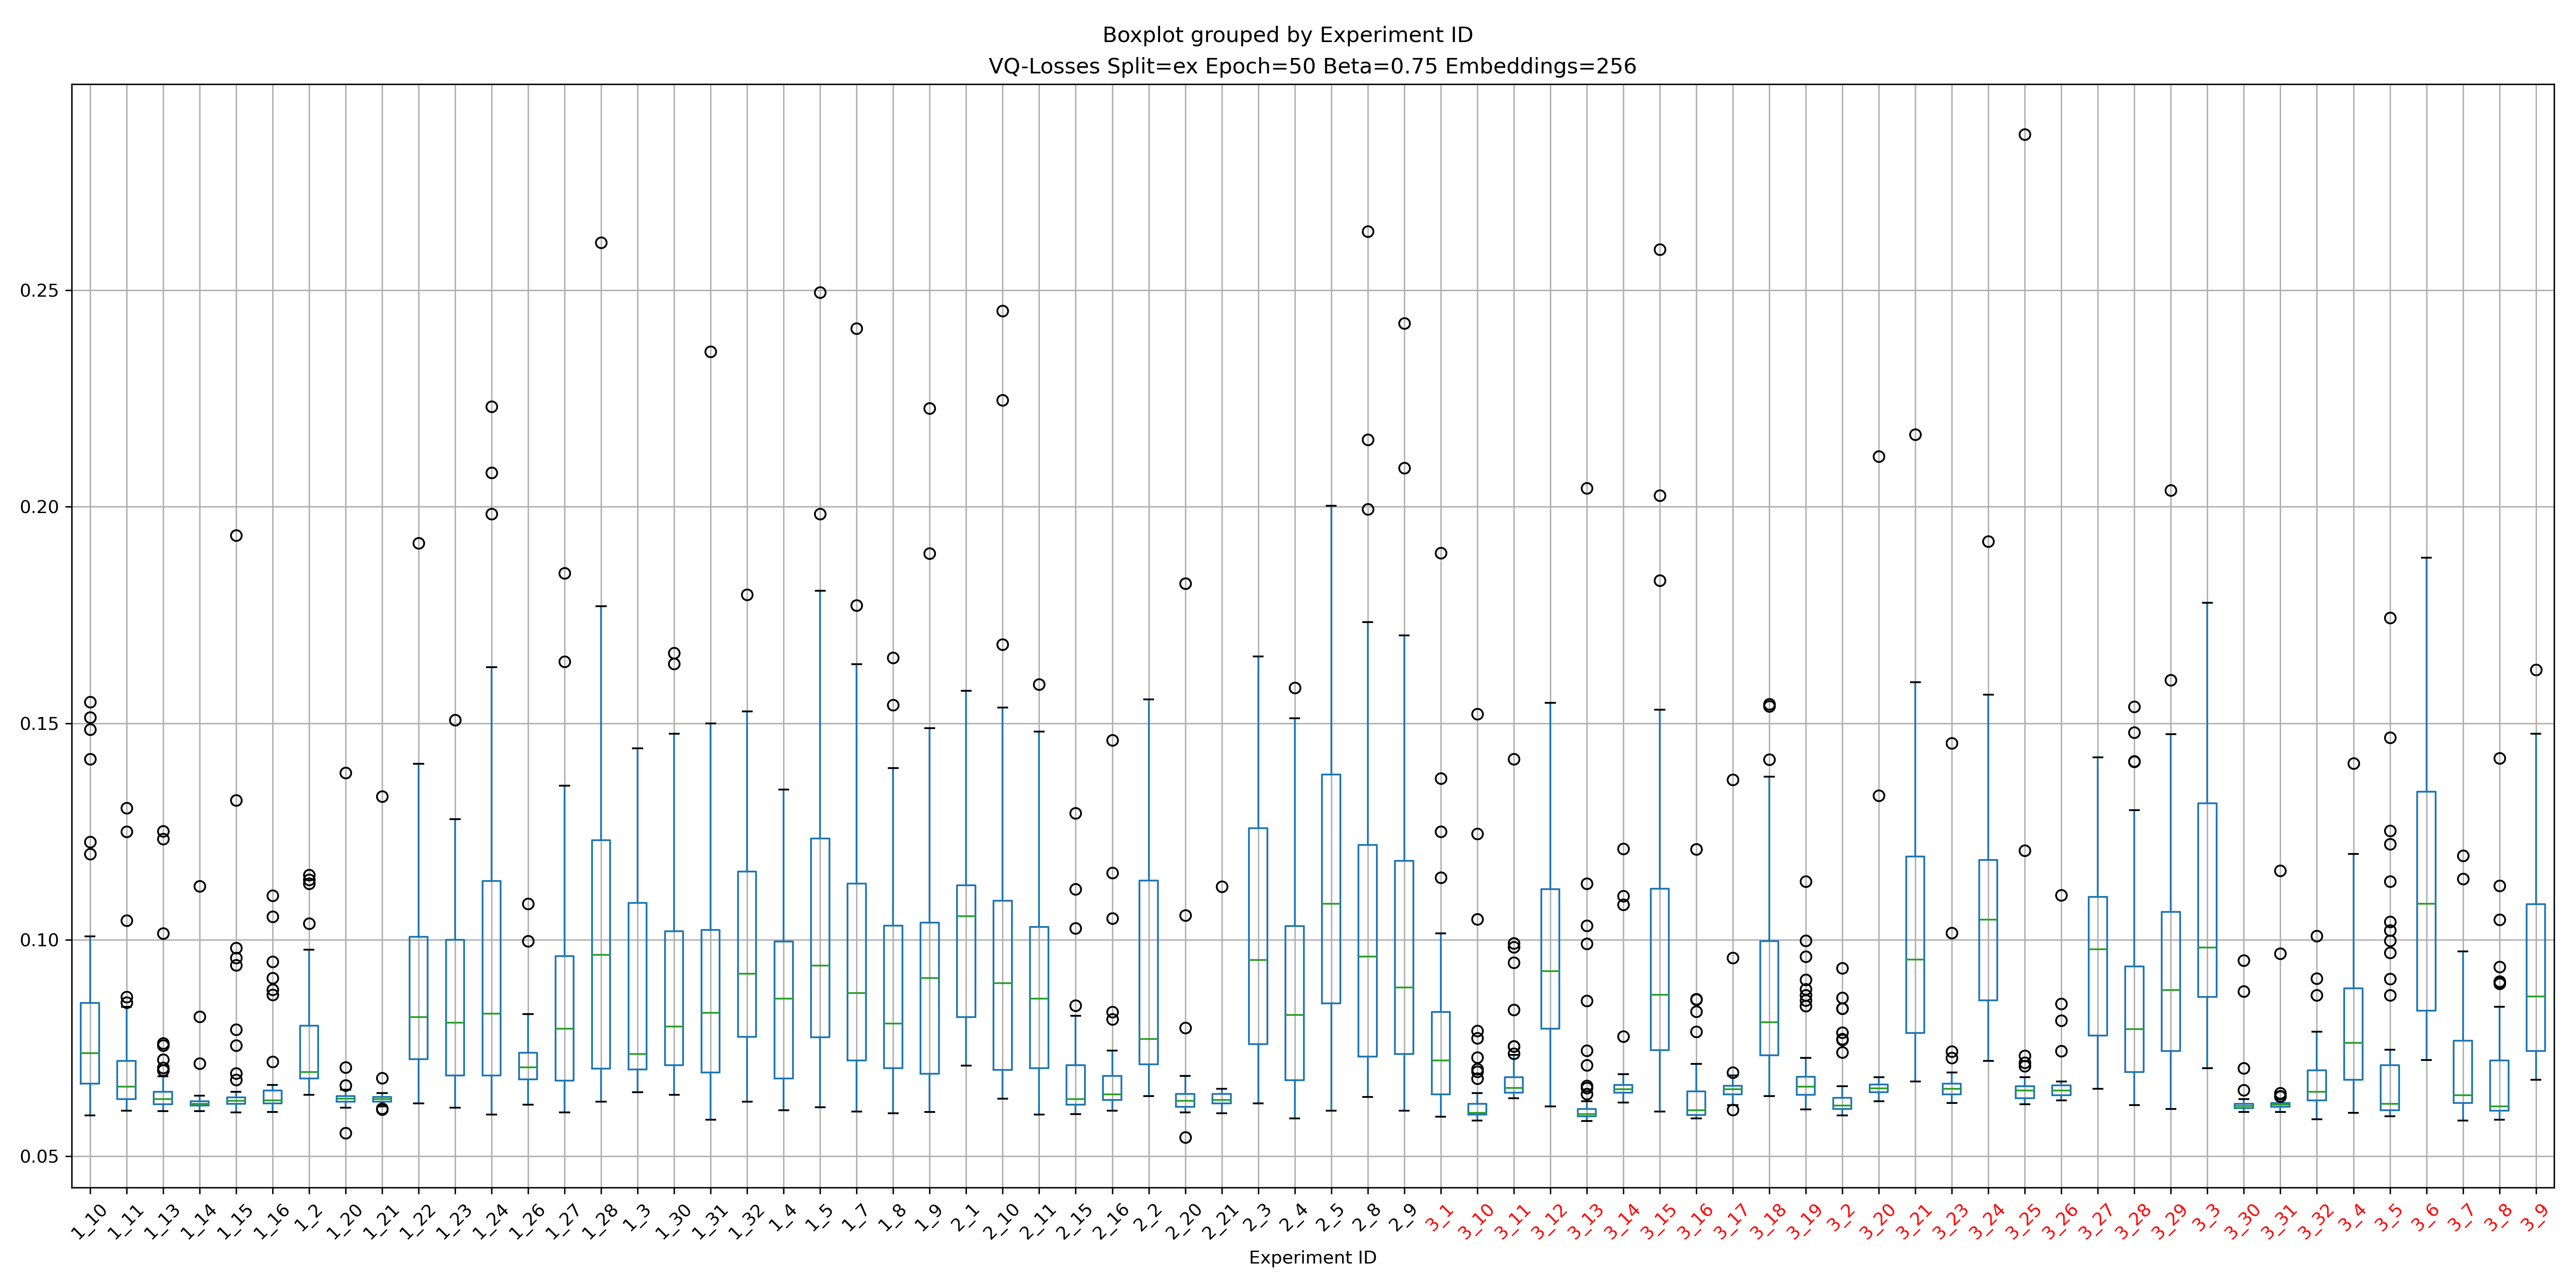 Boxplot grouped by Experiment ID
VQ-Losses Split=ex Epoch=50 Beta=0.75 Embeddings=256
0.25
0.20
0.15
0.10
0.05
1_10 1_11 1_13 1_14 1_15 1_16 1_2 1_20 1_21 1_22 1_23 1_24 1_26 1_27 1_28 1_3 1_30 1_31 1_32 1_4 1_5 1_7 1_8 1_9 2_1 2_10 2_11 2_15 2_16 2_2 2_20 2_21 2_3 2_4 2_5 2_8 2_9 3_1 3_10 3_11 3_12 3_13 3_14 3_15 3_16 3_17 3_18 3_19 3_2 3_20 3_21 3_23 3_24 3_25 3_26 3_27 3_28 3_29 3_3 3_30 3_31 3_32 3_4 3_5 3_6 3_7 3_8 3_9
Experiment ID